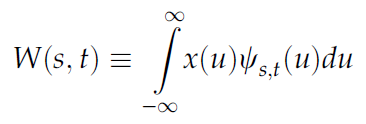 W(s, t) ≡ ∫_{-∞}^{∞} x(u)ψ_{s,t}(u)du